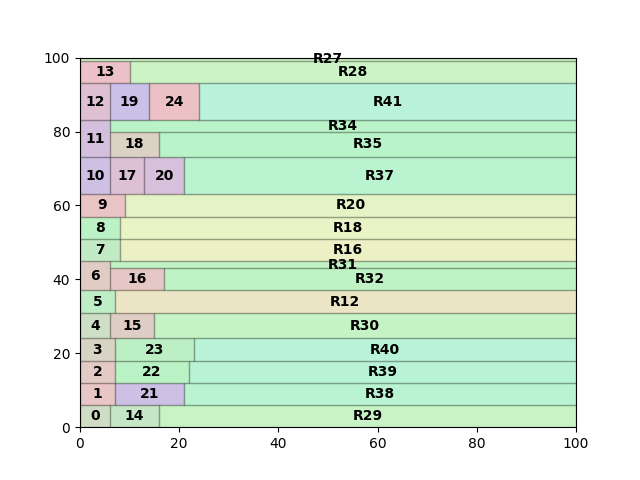 100
R27
13 R28
12 19 24 R41
80
11 R34
18 R35
10 17 20 R37
60
9 R20
8 R18
7 R16
R31
40
6 16 R32
5 R12
4 15 R30
20
3 23 R40
2 22 R39
1 21 R38
0
0 14 R29
0 20 40 60 80 100